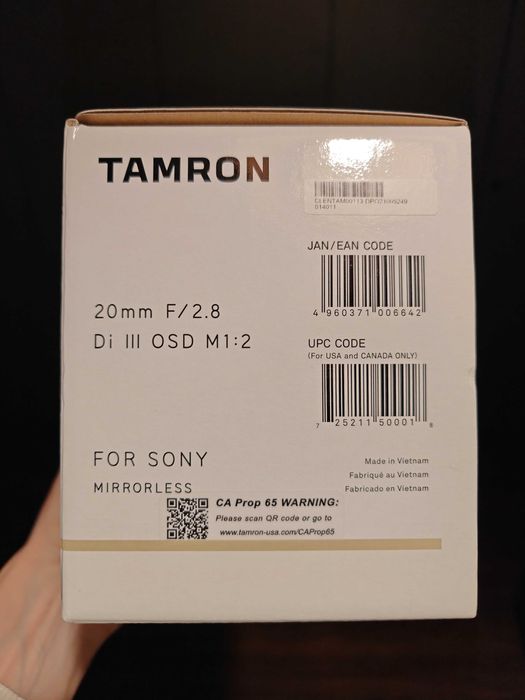 TAMRON
014011
JAN/EAN CODE
4 960371 006642
20mm F/2.8
Di III OSD M1:2
UPC CODE
(For USA and CANADA ONLY)
7 25211 50001 8
FOR SONY
MIRRORLESS
Made in Vietnam
Fabriqué au Vietnam
Fabricado en Vietnam
CA Prop 65 WARNING:
Please scan QR code or go to
www.tamron-usa.com/CAProp65